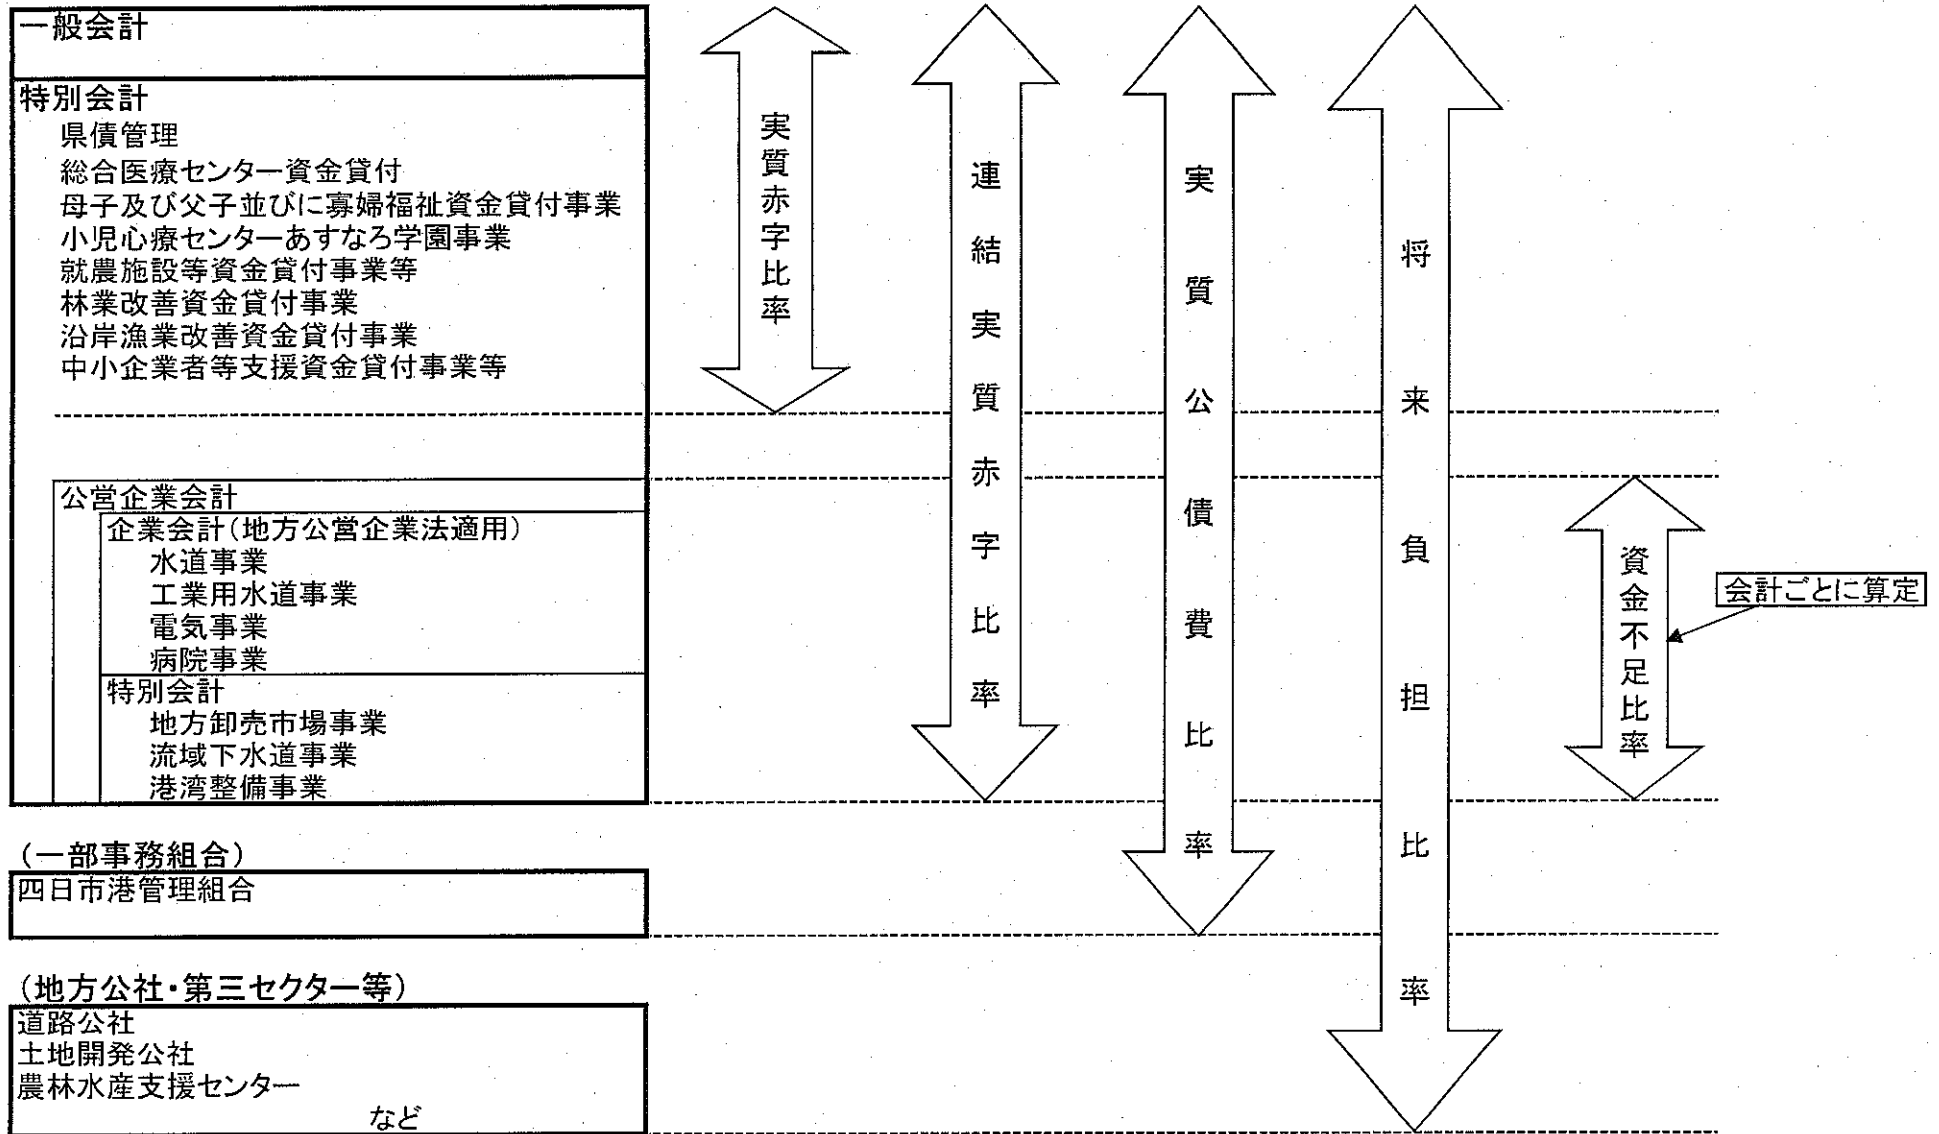 一般会計
特別会計
県債管理
総合医療センター資金貸付
母子及び父子並びに寡婦福祉資金貸付事業
小児心療センターあすなろ学園事業
就農施設等資金貸付事業等
林業改善資金貸付事業
沿岸漁業改善資金貸付事業
中小企業者等支援資金貸付事業等
公営企業会計
企業会計(地方公営企業法適用)
水道事業
工業用水道事業
電気事業
病院事業
特別会計
地方卸売市場事業
流域下水道事業
港湾整備事業
(一部事務組合)
四日市港管理組合
(地方公社・第三セクター等)
道路公社
土地開発公社
農林水産支援センター
など
実質赤字比率
連結実質赤字比率
実質公債費比率
将来負担比率
資金不足比率
会計ごとに算定